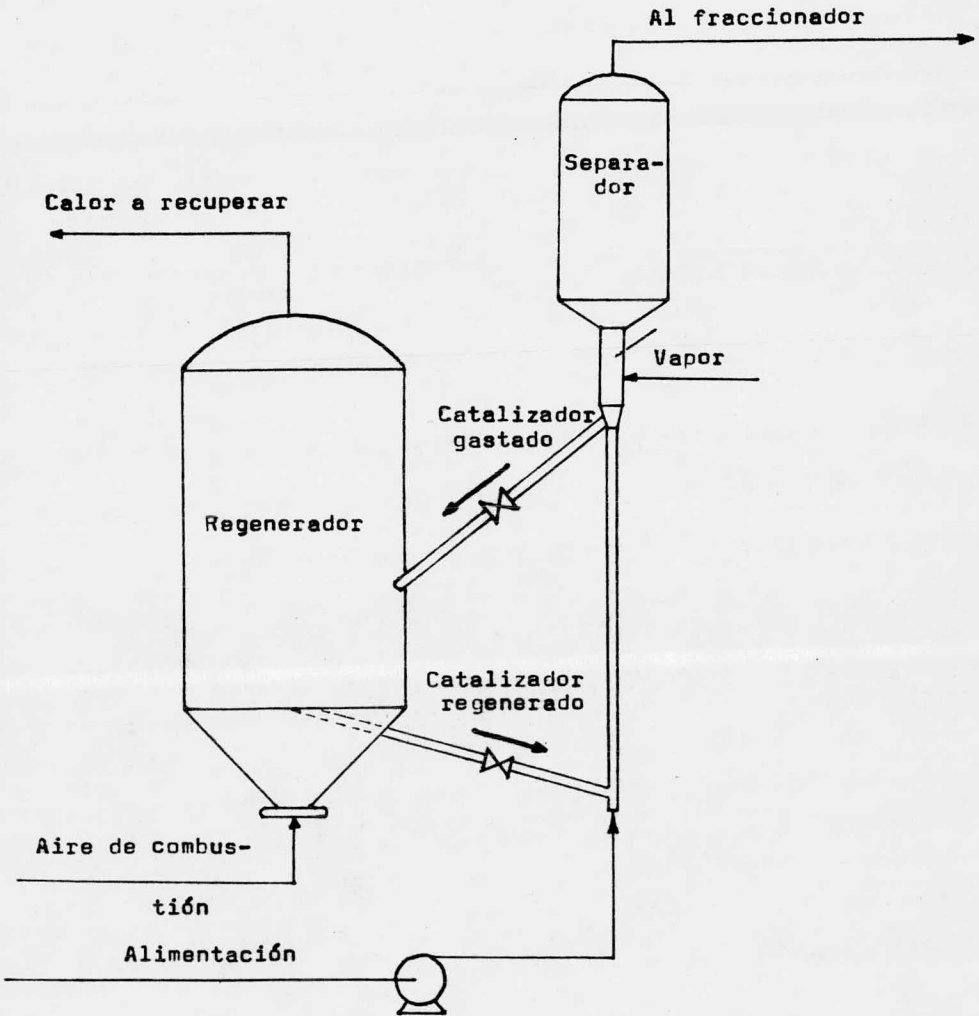 Al fraccionador
Separa-
dor
Calor a recuperar
Vapor
Catalizador
gastado
Regenerador
Catalizador
regenerado
Aire de combus-
tión
Alimentación